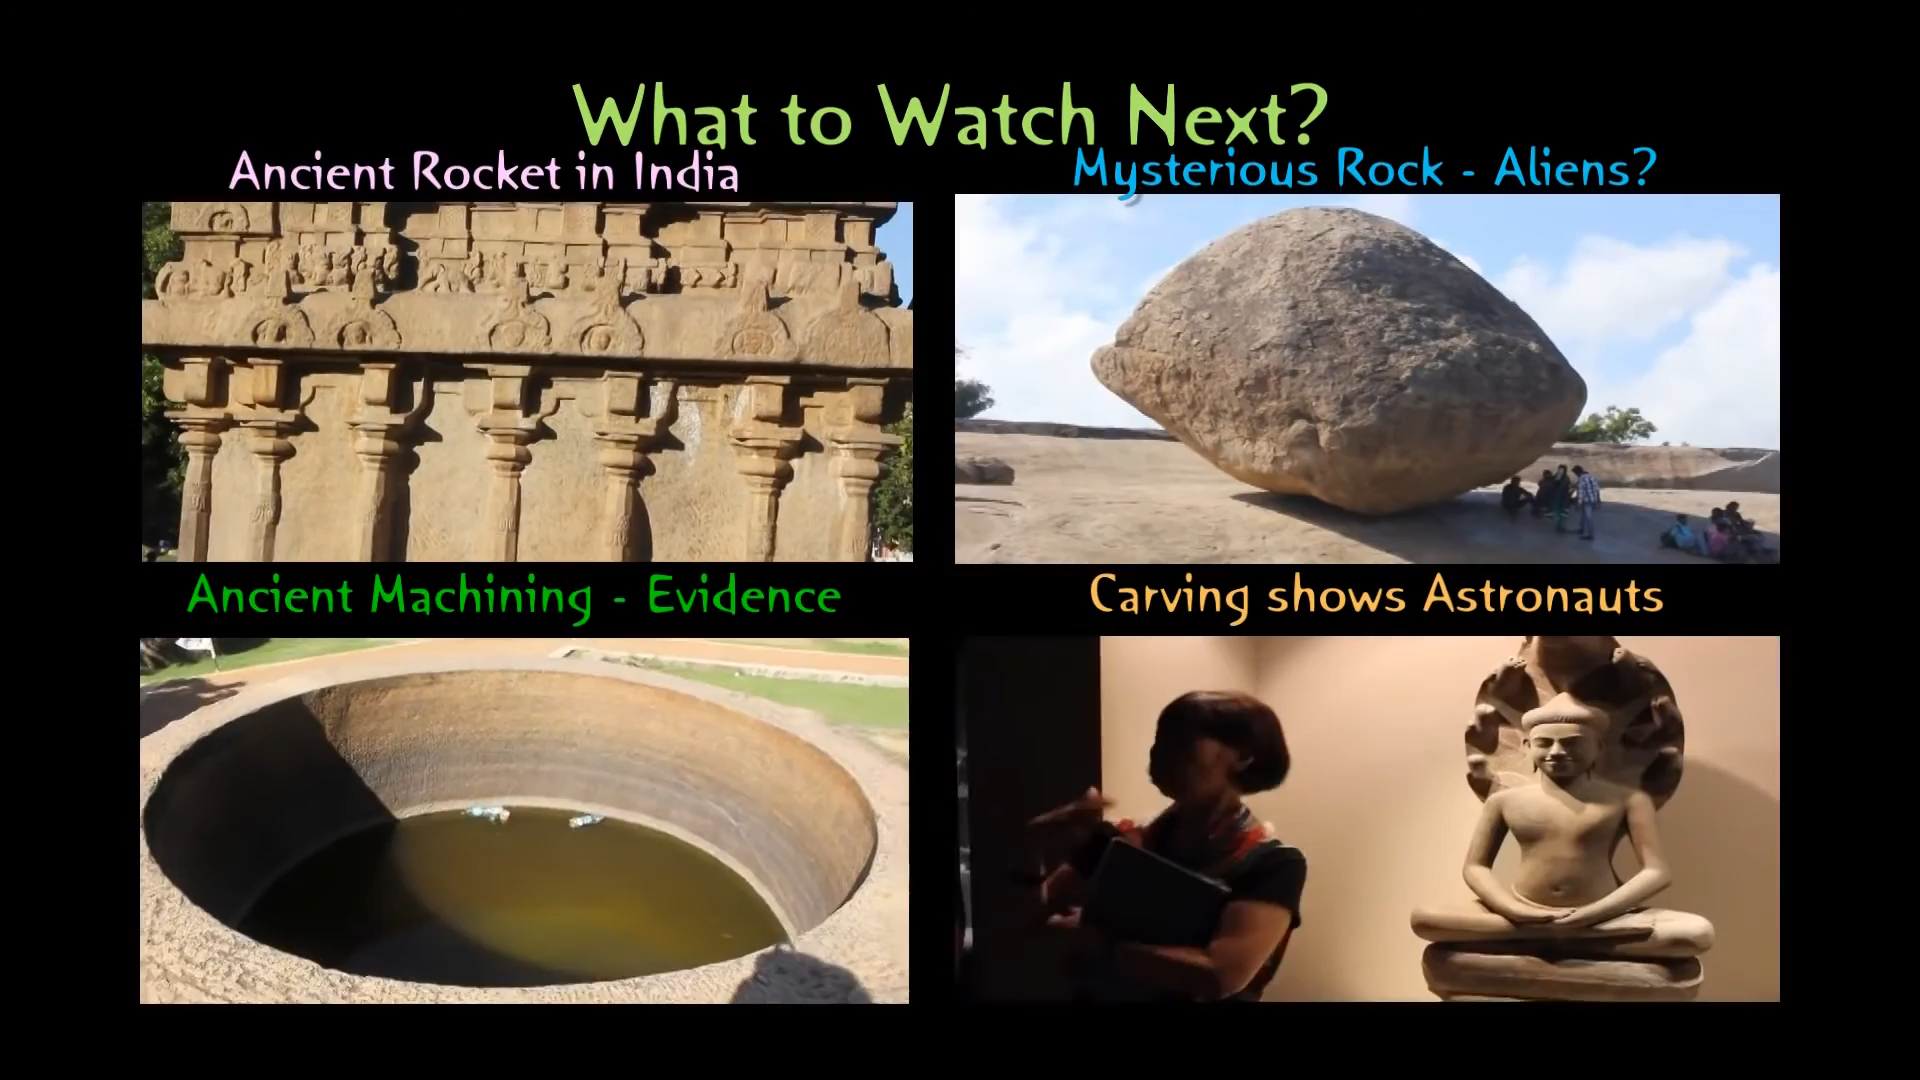 What to Watch Next?
Ancient Rocket in India
Mysterious Rock - Aliens?
Ancient Machining - Evidence
Carving shows Astronauts